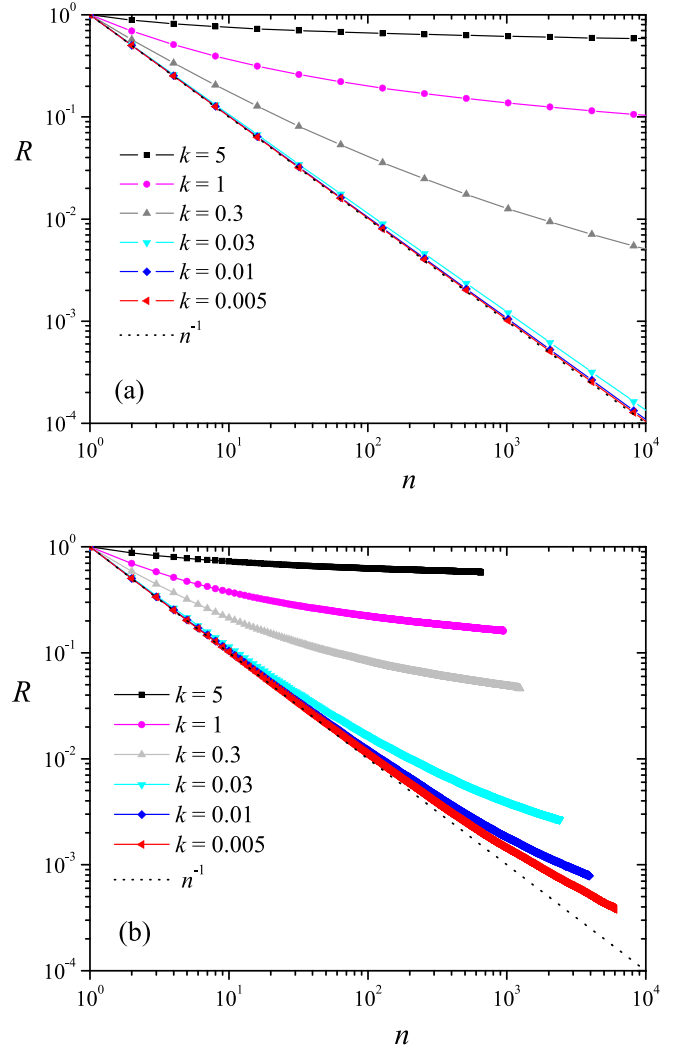 10^0
10^-1
R
k = 5
k = 1
10^-2
k = 0.3
k = 0.03
k = 0.01
10^-3
k = 0.005
n^-1
(a)
10^-4
10^0 10^1 10^2 10^3 10^4
n
10^0
10^-1
R
k = 5
k = 1
10^-2
k = 0.3
k = 0.03
k = 0.01
10^-3
k = 0.005
n^-1
(b)
10^-4
10^0 10^1 10^2 10^3 10^4
n